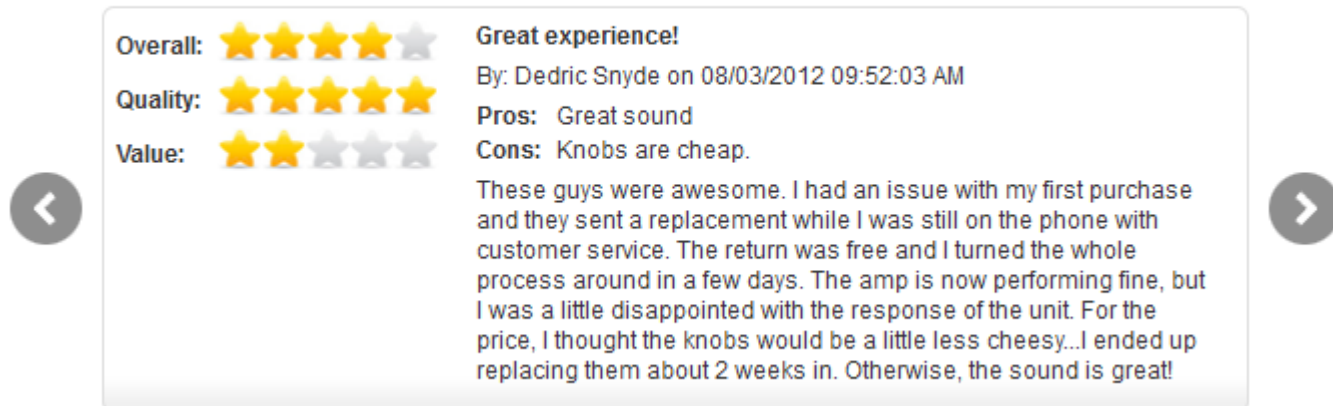 Overall:
Quality:
Value:
Great experience!
By: Dedric Snyde on 08/03/2012 09:52:03 AM
Pros: Great sound
Cons: Knobs are cheap.
These guys were awesome. I had an issue with my first purchase
and they sent a replacement while I was still on the phone with
customer service. The return was free and I turned the whole
process around in a few days. The amp is now performing fine, but
I was a little disappointed with the response of the unit. For the
price, I thought the knobs would be a little less cheesy...I ended up
replacing them about 2 weeks in. Otherwise, the sound is great!